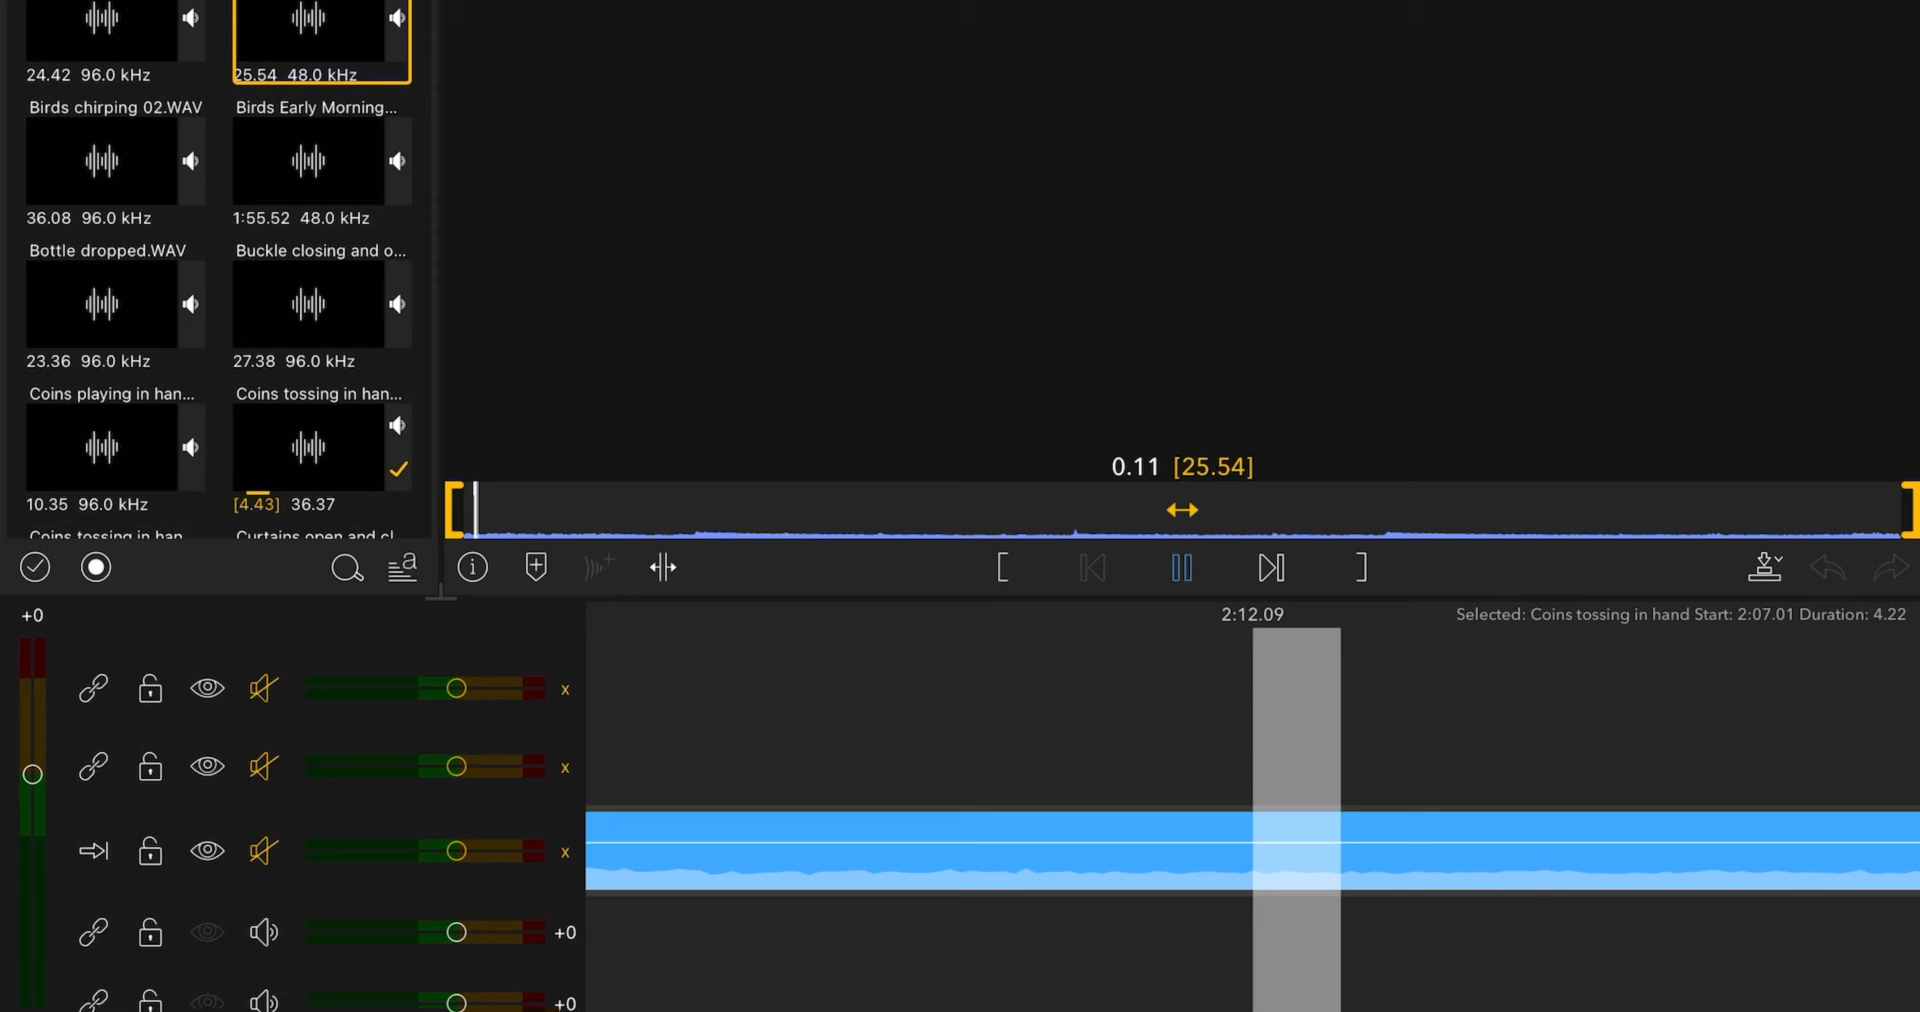 24.42 96.0 kHz
25.54 48.0 kHz
Birds chirping 02.WAV
Birds Early Morning...
36.08 96.0 kHz
1:55.52 48.0 kHz
Bottle dropped.WAV
Buckle closing and o...
23.36 96.0 kHz
27.38 96.0 kHz
Coins playing in han...
Coins tossing in han...
10.35 96.0 kHz
[4.43] 36.37
Coins tossing in han
Curtains open and cl
0.11 [25.54]
+0
2:12.09
Selected: Coins tossing in hand Start: 2:07.01 Duration: 4.22
x
x
x
+0
+0